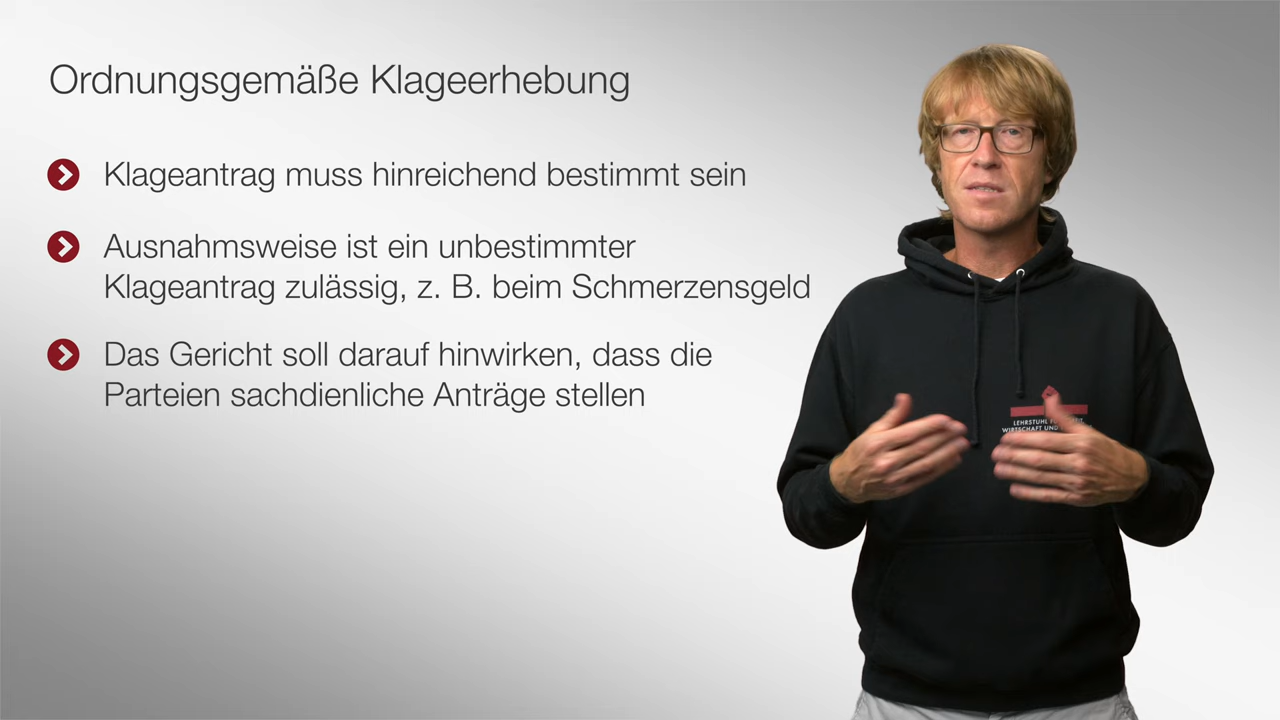 Ordnungsgemäße Klageerhebung
Klageantrag muss hinreichend bestimmt sein
Ausnahmsweise ist ein unbestimmter
Klageantrag zulässig, z. B. beim Schmerzensgeld
Das Gericht soll darauf hinwirken, dass die
Parteien sachdienliche Anträge stellen
LEHRSTUHL
WIRTSCHAFT UND